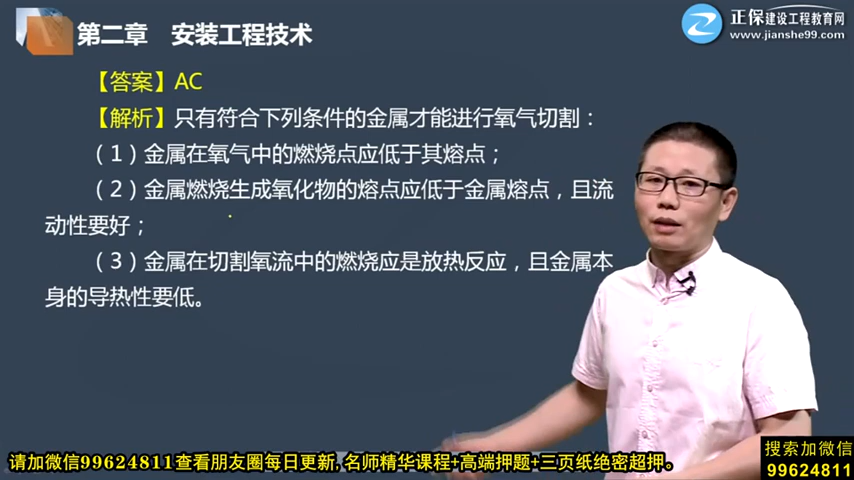 第二章 安装工程技术
正保建设工程教育网
www.jianshe99.com
【答案】AC
【解析】只有符合下列条件的金属才能进行氧气切割：
（1）金属在氧气中的燃烧点应低于其熔点；
（2）金属燃烧生成氧化物的熔点应低于金属熔点，且流
动性要好；
（3）金属在切割氧流中的燃烧应是放热反应，且金属本
身的导热性要低。
请加微信99624811查看朋友圈每日更新,名师精华课程+高端押题+三页纸绝密超押。
搜索加微信
99624811